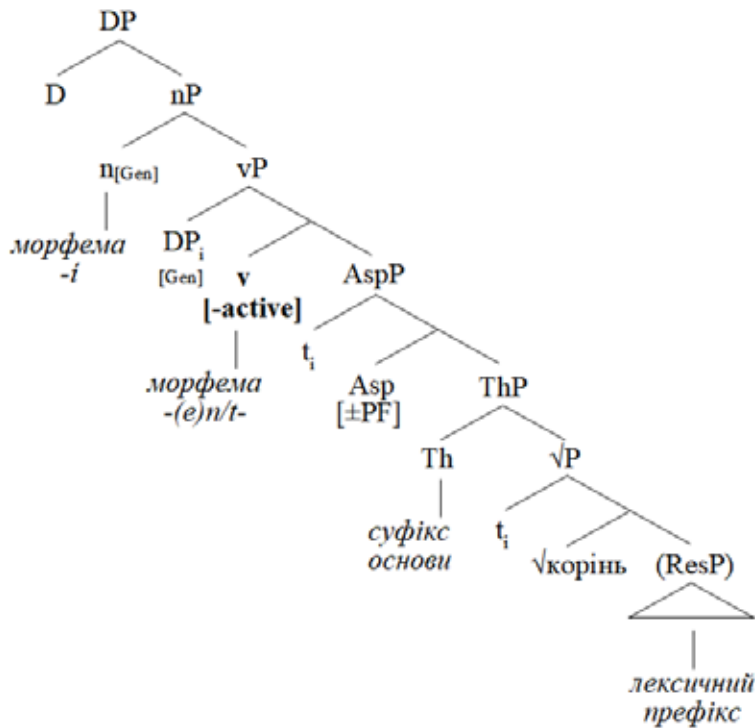 DP
D nP
n[Gen] vP
морфема
-í
DPi
[Gen] v
[-active]
AspP
морфема
-(e)n/t-
ti
Asp
[±PF]
ThP
Th √P
суфікс
основи
ti
√корінь (ResP)
лексичний
префікс